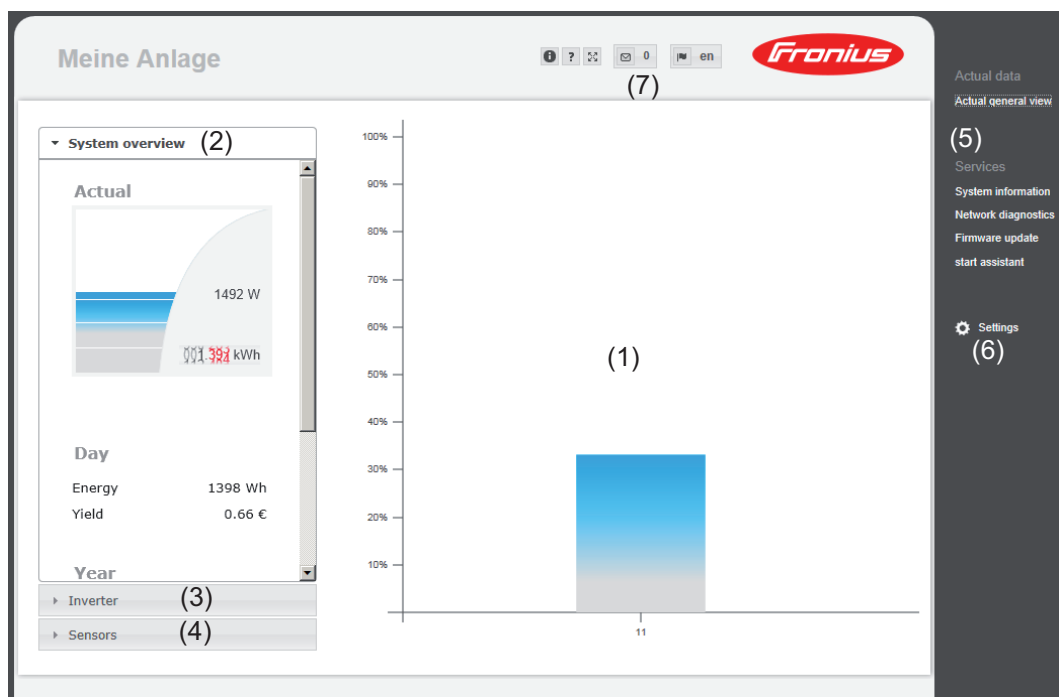 Meine Anlage
? 0 en
Fronius
(7)
Actual data
Actual general view
(5)
Services
System information
Network diagnostics
Firmware update
start assistant
Settings
(6)
System overview (2)
Actual
1492 W
kWh
Day
Energy 1398 Wh
Yield 0.66 €
Year
Inverter (3)
Sensors (4)
100%
90%
80%
70%
60%
(1)
50%
40%
30%
20%
10%
11